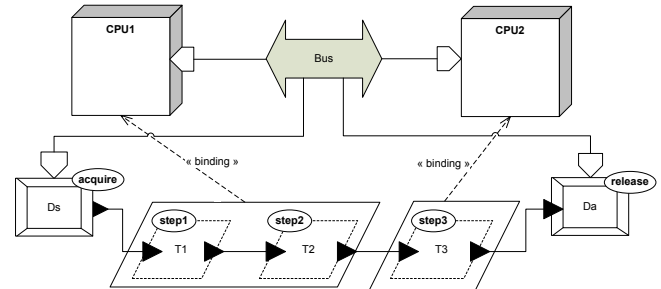 CPU1
CPU2
Bus
« binding »
« binding »
acquire
release
Ds
step1
step2
step3
Da
T1
T2
T3